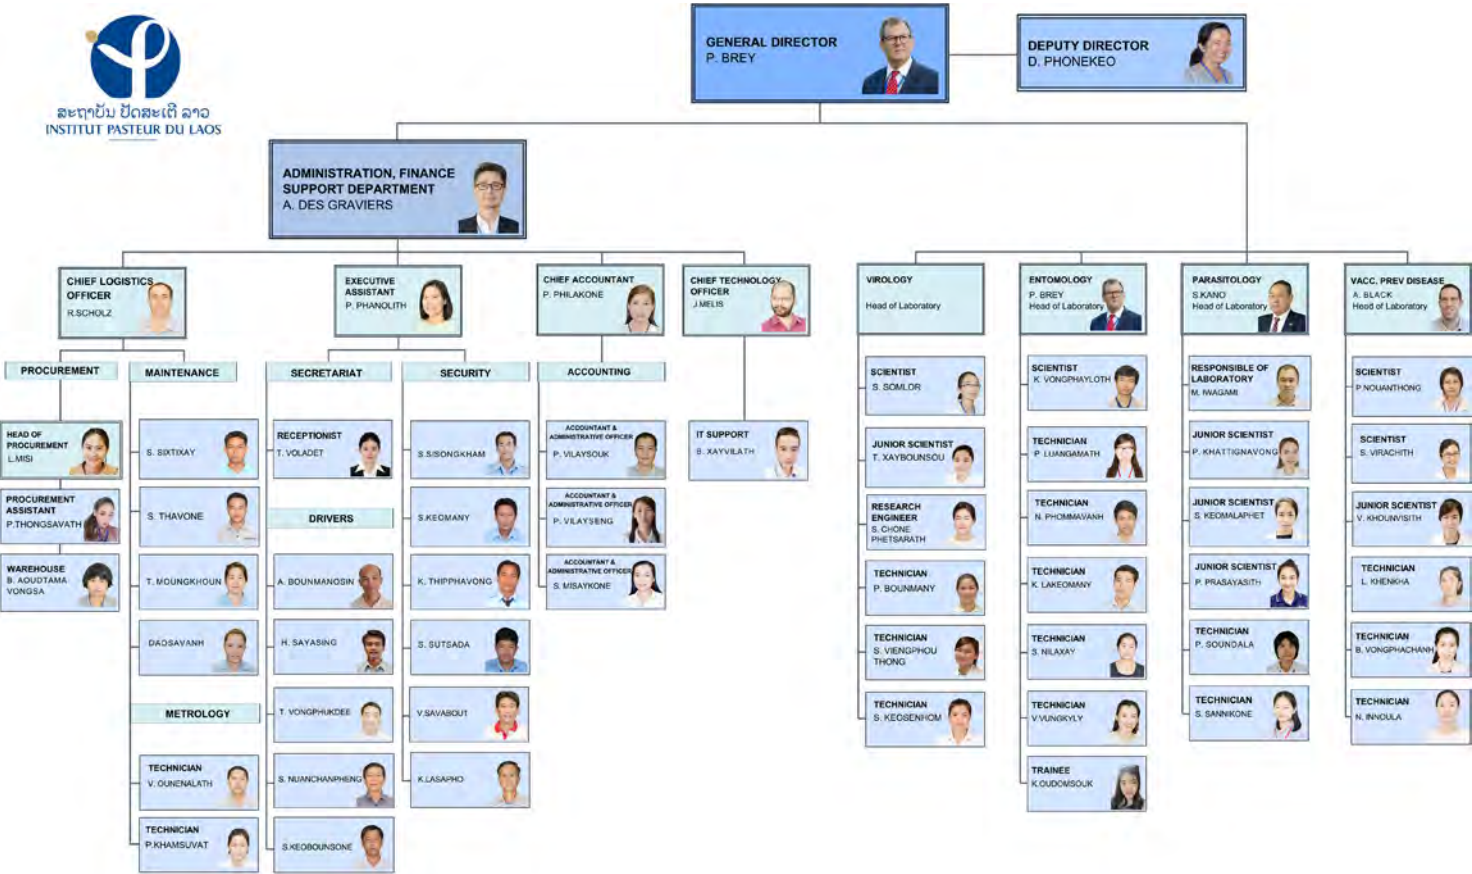 ສະຖາບັນ ປັດສະເຕີ ລາວ
INSTITUT PASTEUR DU LAOS
GENERAL DIRECTOR
P. BREY
DEPUTY DIRECTOR
D. PHONEKEO
ADMINISTRATION, FINANCE
SUPPORT DEPARTMENT
A. DES GRAVIERS
CHIEF LOGISTICS
OFFICER
R.SCHOLZ
EXECUTIVE
ASSISTANT
P. PHANOLITH
CHIEF ACCOUNTANT
P. PHILAKONE
CHIEF TECHNOLOGY
OFFICER
J.MELIS
VIROLOGY
Head of Laboratory
ENTOMOLOGY
P. BREY
Head of Laboratory
PARASITOLOGY
S.KANO
Head of Laboratory
VACC. PREV DISEASE
A. BLACK
Head of Laboratory
PROCUREMENT
MAINTENANCE
SECRETARIAT
SECURITY
ACCOUNTING
HEAD OF
PROCUREMENT
L.MISI
PROCUREMENT
ASSISTANT
P.THONGSAVATH
WAREHOUSE
B. AOUDTAMA
VONGSA
S. SIXTIXAY
S. THAVONE
T. MOUNGKHOUN
DAOSAVANH
METROLOGY
TECHNICIAN
V. OUNENALATH
TECHNICIAN
P.KHAMSUVAT
RECEPTIONIST
T. VOLADET
DRIVERS
A. BOUNMANOSIN
H. SAYASING
T. VONGPHUKDEE
S. NUANCHANPHENG
S.KEOBOUNSONE
S.SISONGKHAM
S.KEOMANY
K. THIPPHAVONG
S. SUTSADA
V.SAVABOUT
K.LASAPHO
ACCOUNTANT &
ADMINISTRATIVE OFFICER
P. VILAYSOUK
ACCOUNTANT &
ADMINISTRATIVE OFFICER
P. VILAYSENG
ACCOUNTANT &
ADMINISTRATIVE OFFICER
S. MISAYKONE
IT SUPPORT
B. XAYVILATH
SCIENTIST
S. SOMLOR
JUNIOR SCIENTIST
T. XAYBOUNSOU
RESEARCH
ENGINEER
S. CHONE
PHETSARATH
TECHNICIAN
P. BOUNMANY
TECHNICIAN
S. VIENGPHOU
THONG
TECHNICIAN
S. KEOSENHOM
SCIENTIST
K. VONGPHAYLOTH
TECHNICIAN
P. LUANGAMATH
TECHNICIAN
N. PHOMMAVANH
TECHNICIAN
K. LAKEOMANY
TECHNICIAN
S. NILAXAY
TECHNICIAN
V.VUNGKYLY
TRAINEE
K.OUDOMSOUK
RESPONSIBLE OF
LABORATORY
M. IWAGAMI
JUNIOR SCIENTIST
P. KHATTIGNAVONG
JUNIOR SCIENTIST
S. KEOMALAPHET
JUNIOR SCIENTIST
P. PRASAYASITH
TECHNICIAN
P. SOUNDALA
TECHNICIAN
S. SANNIKONE
SCIENTIST
P.NOUANTHONG
SCIENTIST
S. VIRACHITH
JUNIOR SCIENTIST
V. KHOUNVISITH
TECHNICIAN
L. KHENKHA
TECHNICIAN
B. VONGPHACHANH
TECHNICIAN
N. INNOULA